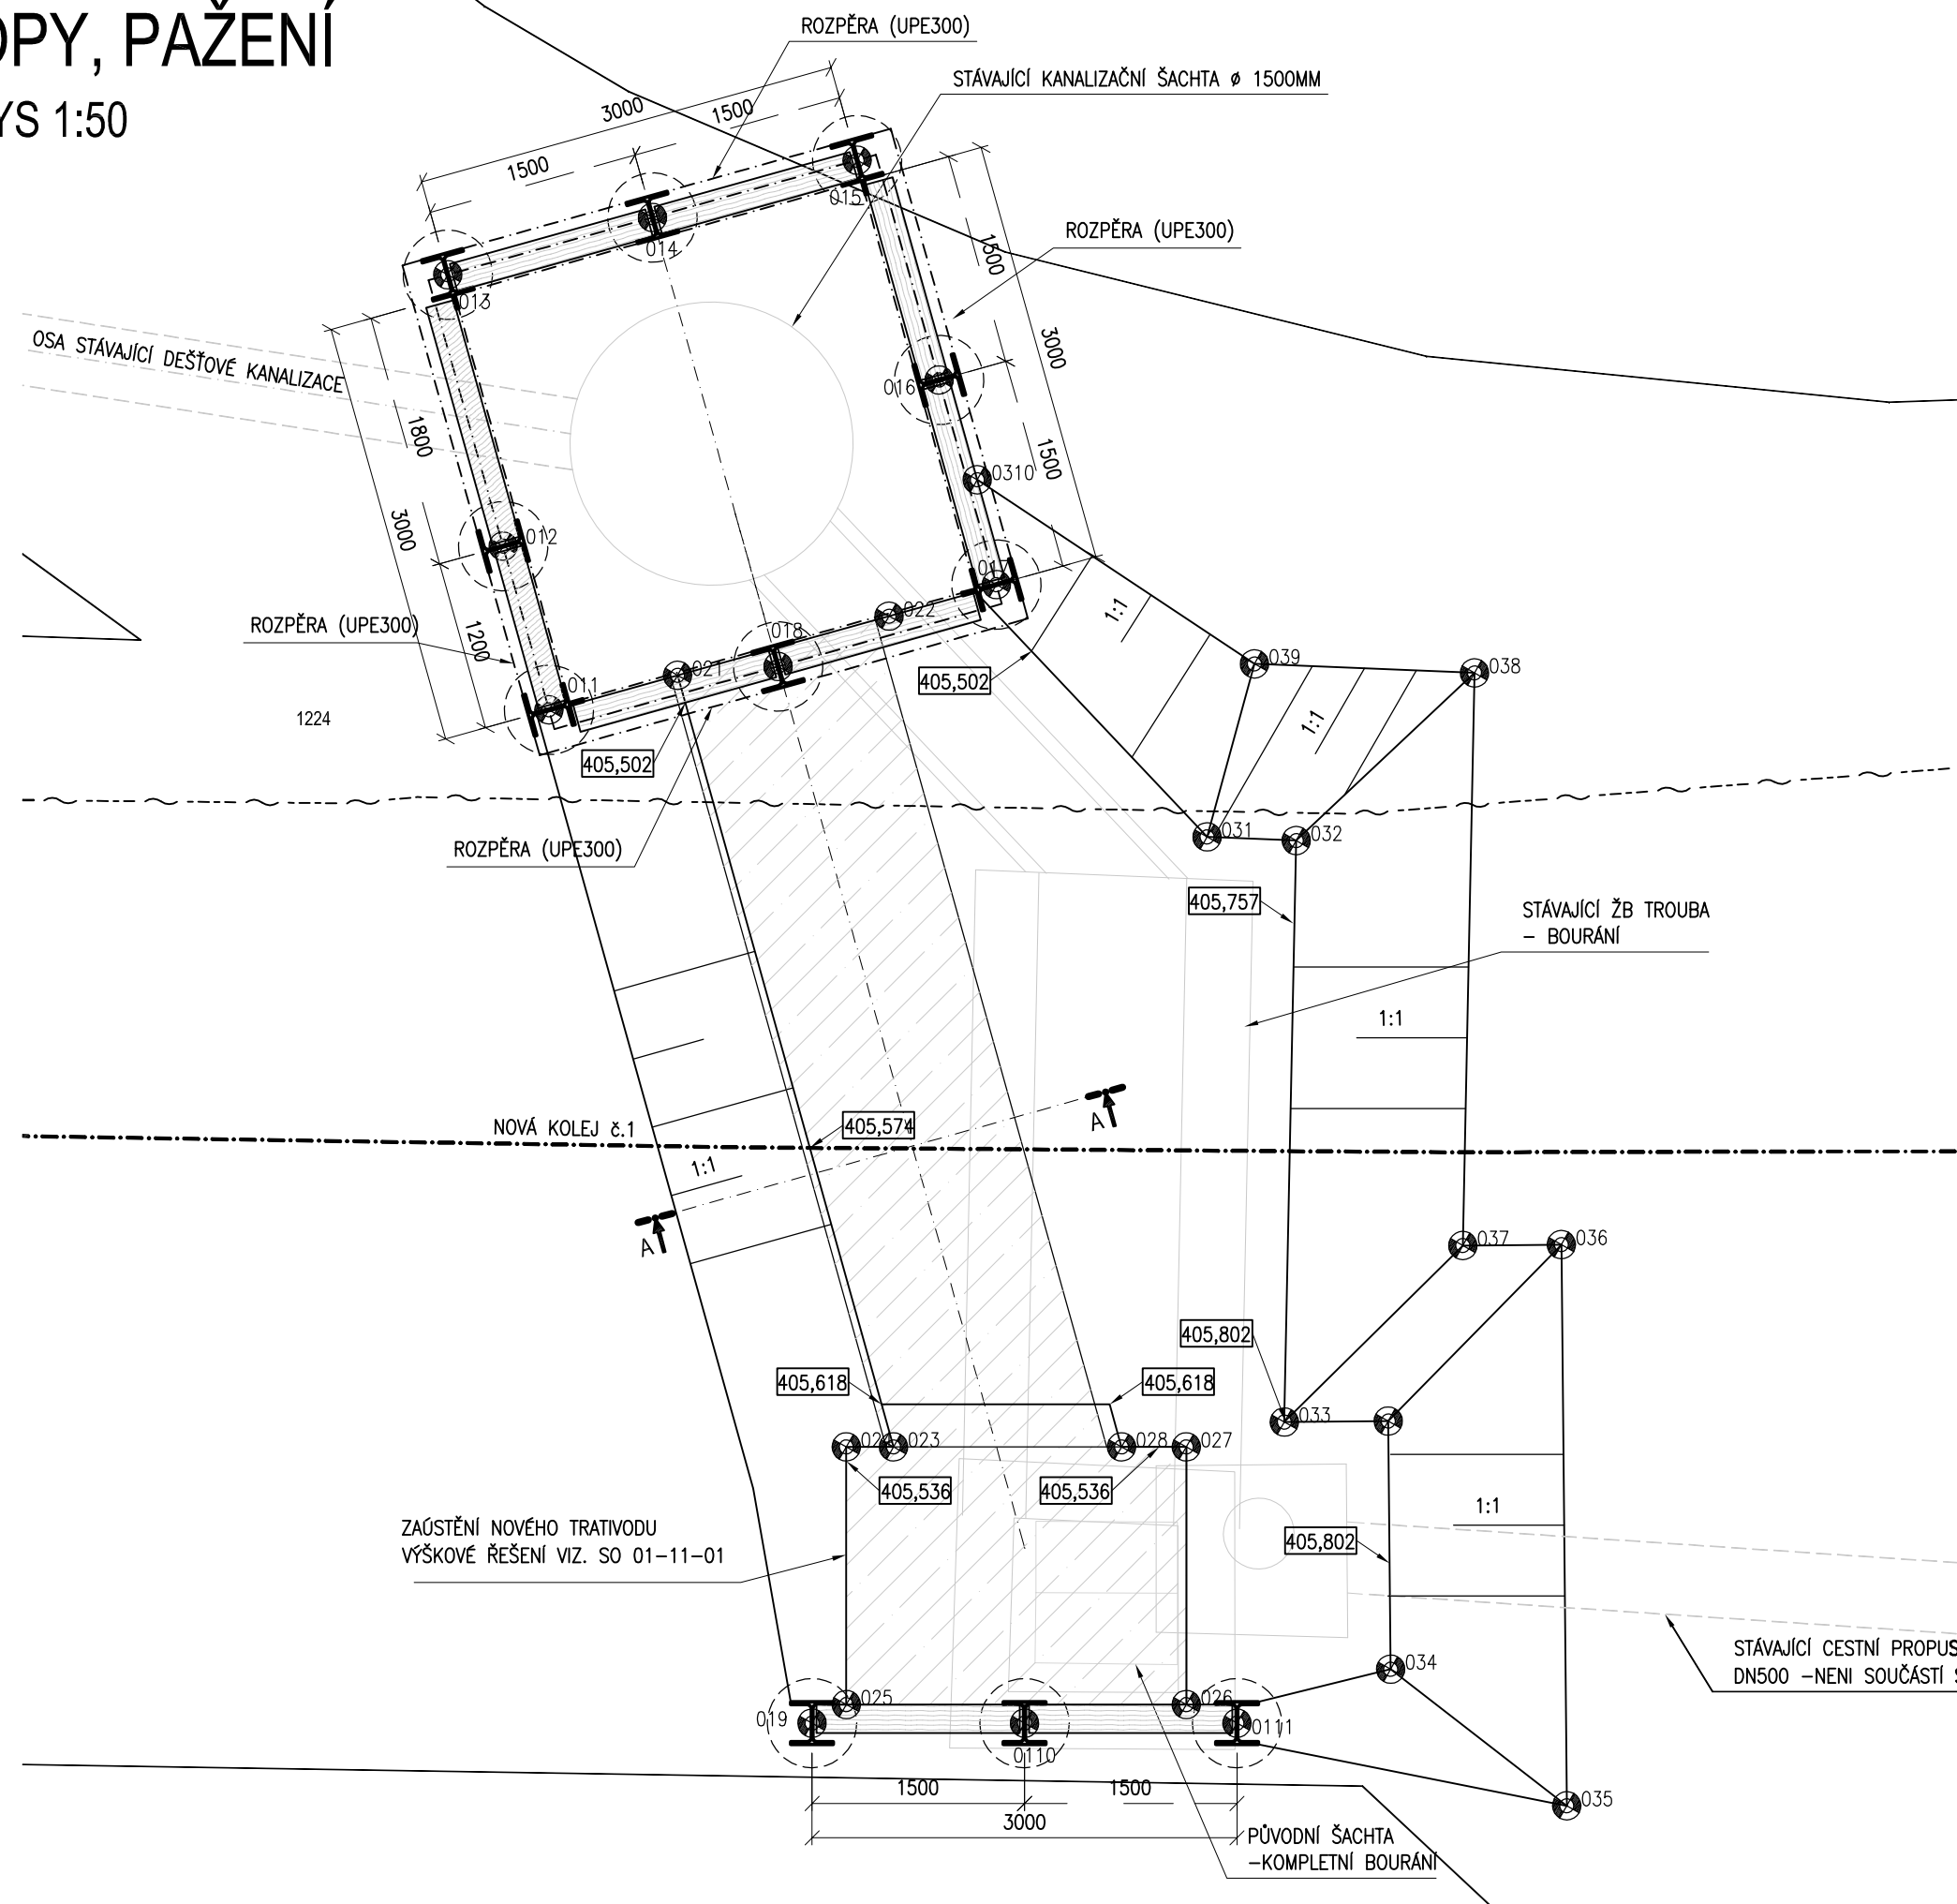 OPY, PAŽENÍ
YS 1:50
ROZPĚRA (UPE300)
STÁVAJÍCÍ KANALIZAČNÍ ŠACHTA ø 1500MM
3000
1500
1500
015
014
013
ROZPĚRA (UPE300)
1500
3000
OSA STÁVAJÍCÍ DEŠŤOVÉ KANALIZACE
016
1800
1500
0310
3000
012
017
1:1
022
ROZPĚRA (UPE300)
1200
018
039
038
021
405,502
011
1224
1:1
405,502
031
032
ROZPĚRA (UPE300)
405,757
STÁVAJÍCÍ ŽB TROUBA
- BOURÁNÍ
1:1
A
NOVÁ KOLEJ č.1
405,574
1:1
A
037
036
405,802
405,618
405,618
033
023
028
027
405,536
405,536
1:1
ZAÚSTĚNÍ NOVÉHO TRATIVODU
VÝŠKOVÉ ŘEŠENÍ VIZ. SO 01-11-01
405,802
STÁVAJÍCÍ CESTNÍ
DN500 -NENI SOUČÁSTÍ
034
025
026
019
0110
0111
1500
1500
035
3000
PŮVODNÍ ŠACHTA
-KOMPLETNÍ BOURÁNÍ